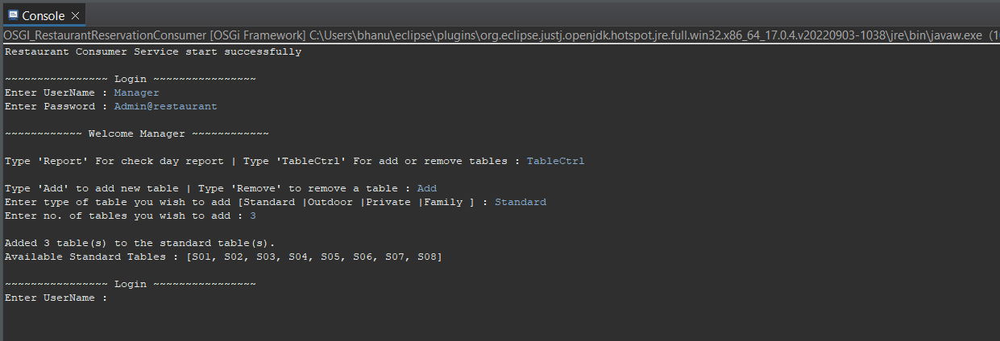 Console
OSGI_RestaurantReservationConsumer [OSGi Framework] C:\Users\bhanu\eclipse\plugins\org.eclipse.justj.openjdk.hotspot.jre.full.win32.x86_64_17.0.4.v20220903-1038\jre\bin\javaw.exe
Restaurant Consumer Service start successfully
~~~~~~~~~~~~~~~~ Login ~~~~~~~~~~~~~~~~
Enter UserName : Manager
Enter Password : Admin@restaurant
~~~~~~~~~~~~ Welcome Manager ~~~~~~~~~~~~
Type 'Report' For check day report | Type 'TableCtrl' For add or remove tables : TableCtrl
Type 'Add' to add new table | Type 'Remove' to remove a table : Add
Enter type of table you wish to add [Standard |Outdoor |Private |Family ] : Standard
Enter no. of tables you wish to add : 3
Added 3 table(s) to the standard table(s).
Available Standard Tables : [S01, S02, S03, S04, S05, S06, S07, S08]
~~~~~~~~~~~~~~~~ Login ~~~~~~~~~~~~~~~~
Enter UserName :